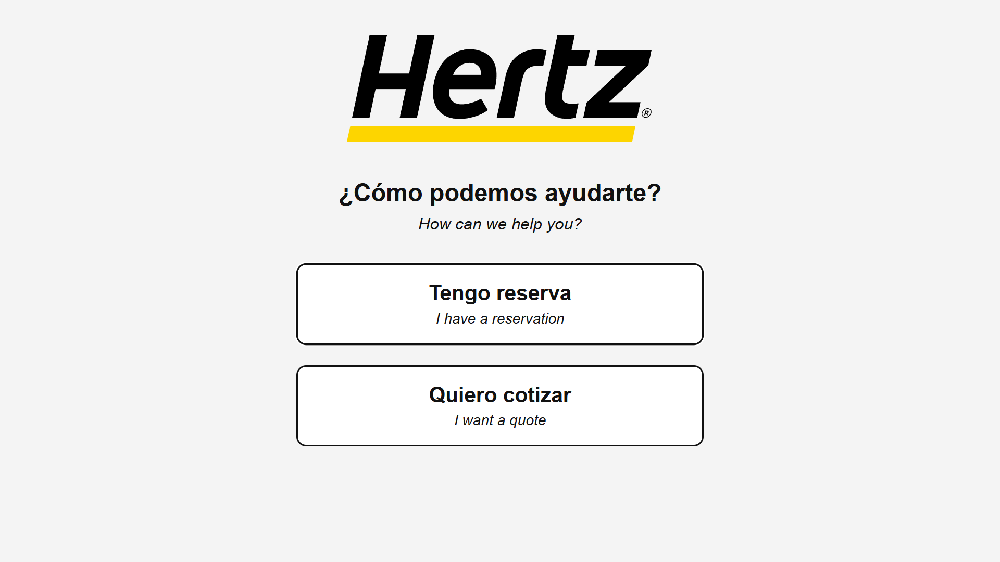 Hertz®
¿Cómo podemos ayudarte?
How can we help you?
Tengo reserva
I have a reservation
Quiero cotizar
I want a quote